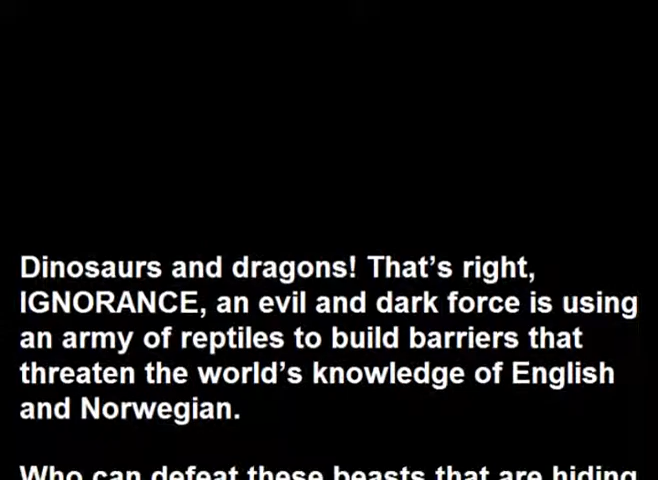 Dinosaurs and dragons! That’s right,
IGNORANCE, an evil and dark force is using
an army of reptiles to build barriers that
threaten the world’s knowledge of English
and Norwegian.
Who can defeat these beasts that are hiding